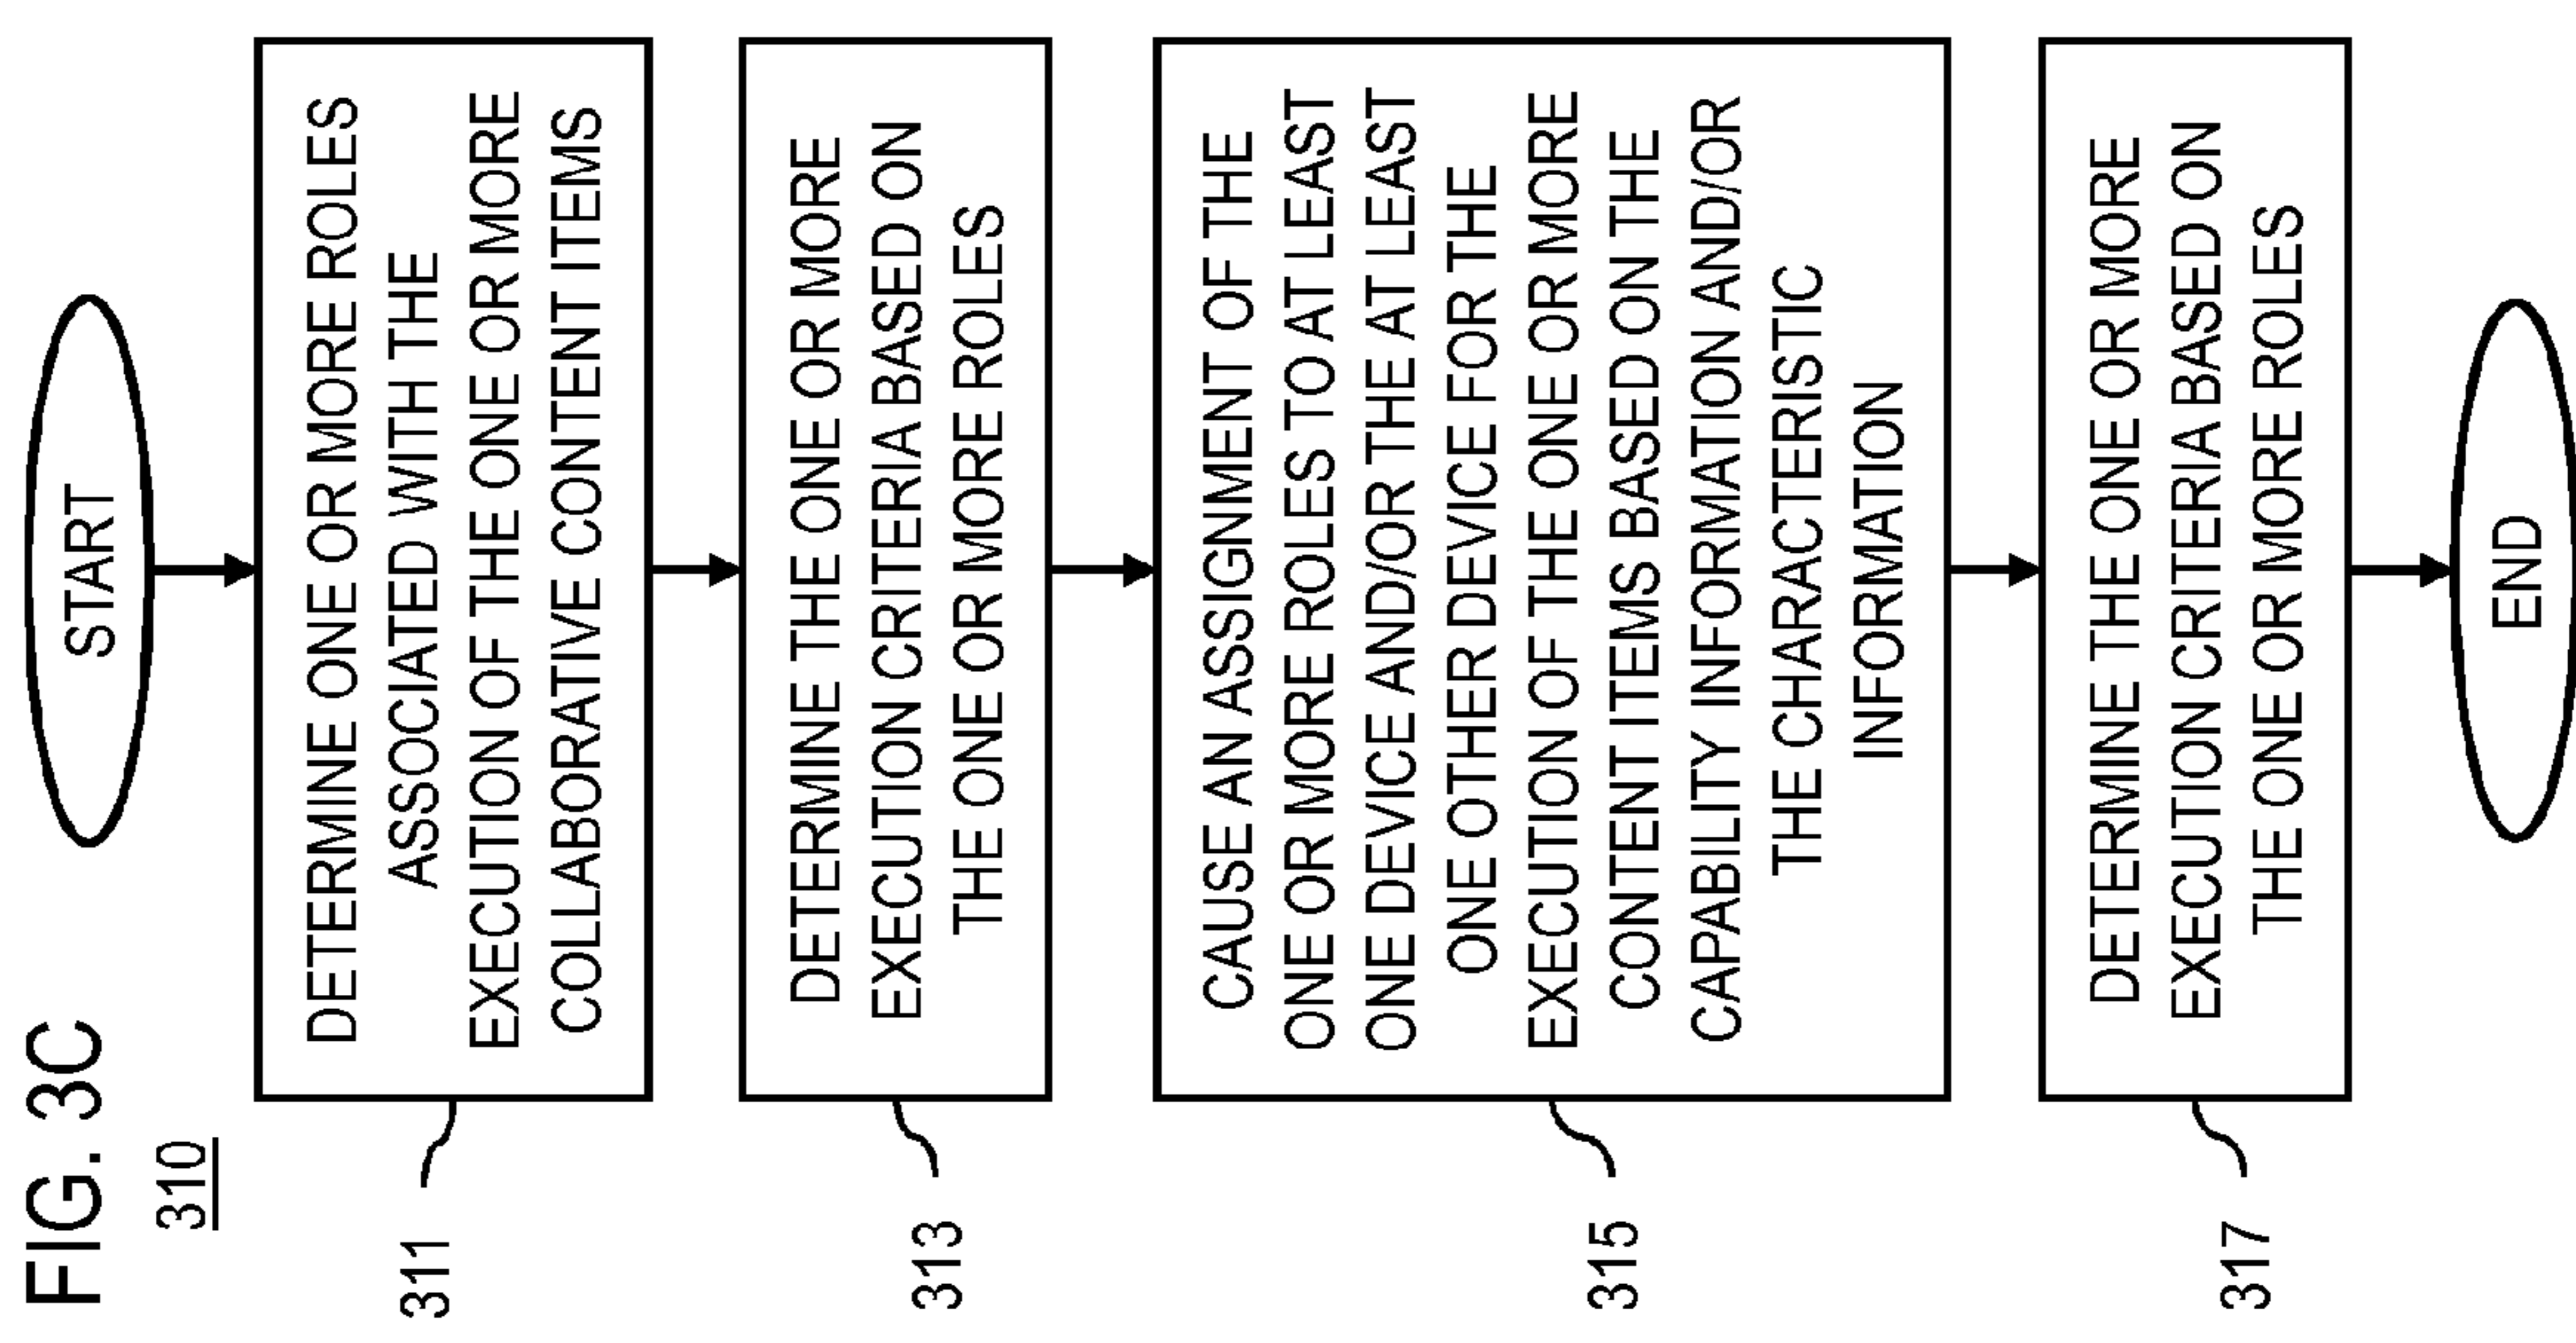 FIG. 3C
310
START
311
DETERMINE ONE OR MORE ROLES
ASSOCIATED WITH THE
EXECUTION OF THE ONE OR MORE
COLLABORATIVE CONTENT ITEMS
313
DETERMINE THE ONE OR MORE
EXECUTION CRITERIA BASED ON
THE ONE OR MORE ROLES
315
CAUSE AN ASSIGNMENT OF THE
ONE OR MORE ROLES TO AT LEAST
ONE DEVICE AND/OR THE AT LEAST
ONE OTHER DEVICE FOR THE
EXECUTION OF THE ONE OR MORE
CONTENT ITEMS BASED ON THE
CAPABILITY INFORMATION AND/OR
THE CHARACTERISTIC
INFORMATION
317
DETERMINE THE ONE OR MORE
EXECUTION CRITERIA BASED ON
THE ONE OR MORE ROLES
END